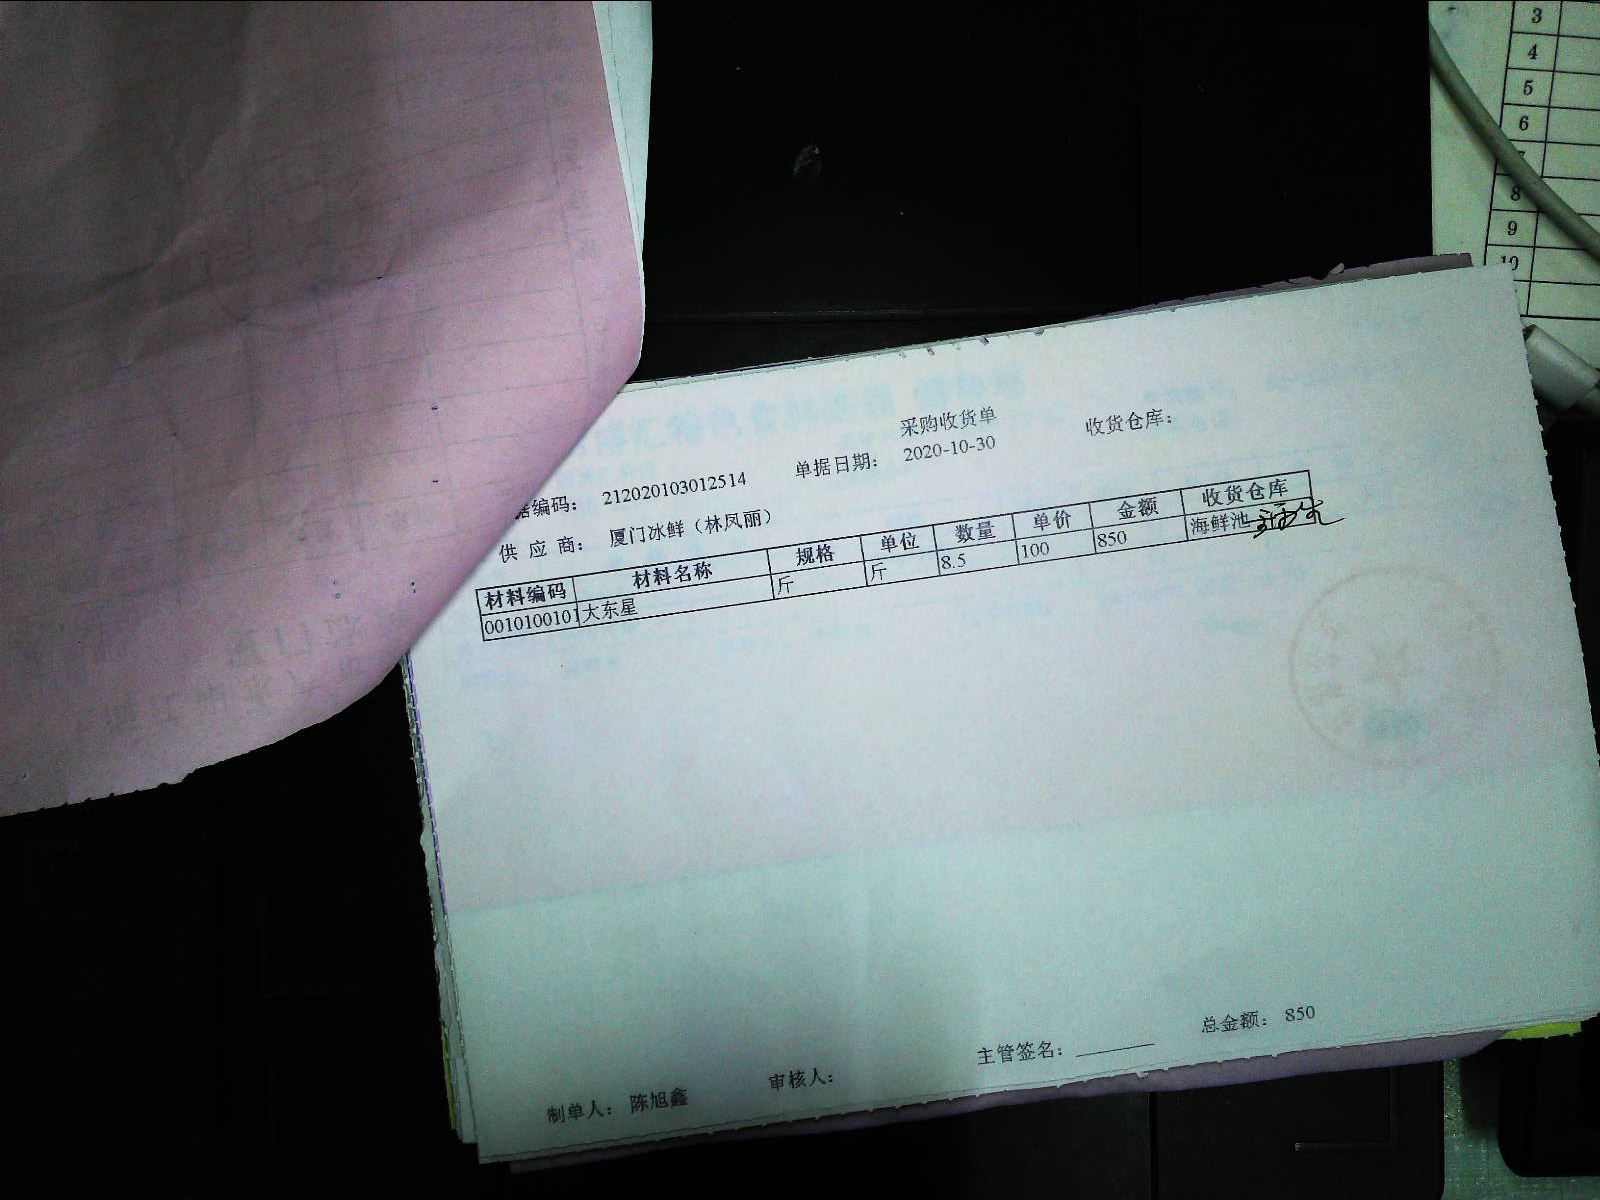 采购收货单
据编码： 212020103012514 单据日期： 2020-10-30 收货仓库：
供 应 商： 厦门冰鲜（林凤丽）
材料编码 材料名称 规格 单位 数量 单价 金额 收货仓库
0010100101 大东星 斤 斤 8.5 100 850 海鲜池
制单人： 陈旭鑫 审核人： 主管签名： 总金额： 850
3
4
5
6
7
8
9
10